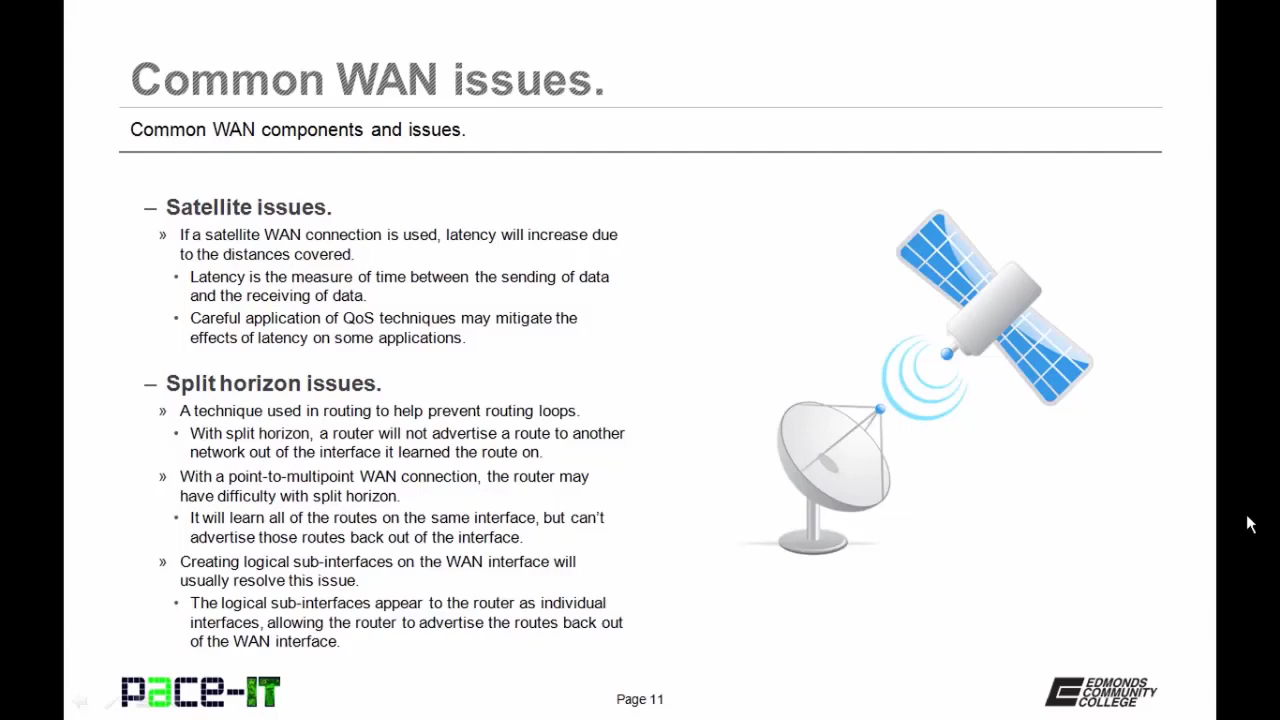 Common WAN issues.
Common WAN components and issues.
– Satellite issues.
» If a satellite WAN connection is used, latency will increase due
to the distances covered.
• Latency is the measure of time between the sending of data
and the receiving of data.
• Careful application of QoS techniques may mitigate the
effects of latency on some applications.
– Split horizon issues.
» A technique used in routing to help prevent routing loops.
• With split horizon, a router will not advertise a route to another
network out of the interface it learned the route on.
» With a point-to-multipoint WAN connection, the router may
have difficulty with split horizon.
• It will learn all of the routes on the same interface, but can't
advertise those routes back out of the interface.
» Creating logical sub-interfaces on the WAN interface will
usually resolve this issue.
• The logical sub-interfaces appear to the router as individual
interfaces, allowing the router to advertise the routes back out
of the WAN interface.
pace-IT
Page 11
EDMONDS
COMMUNITY
COLLEGE